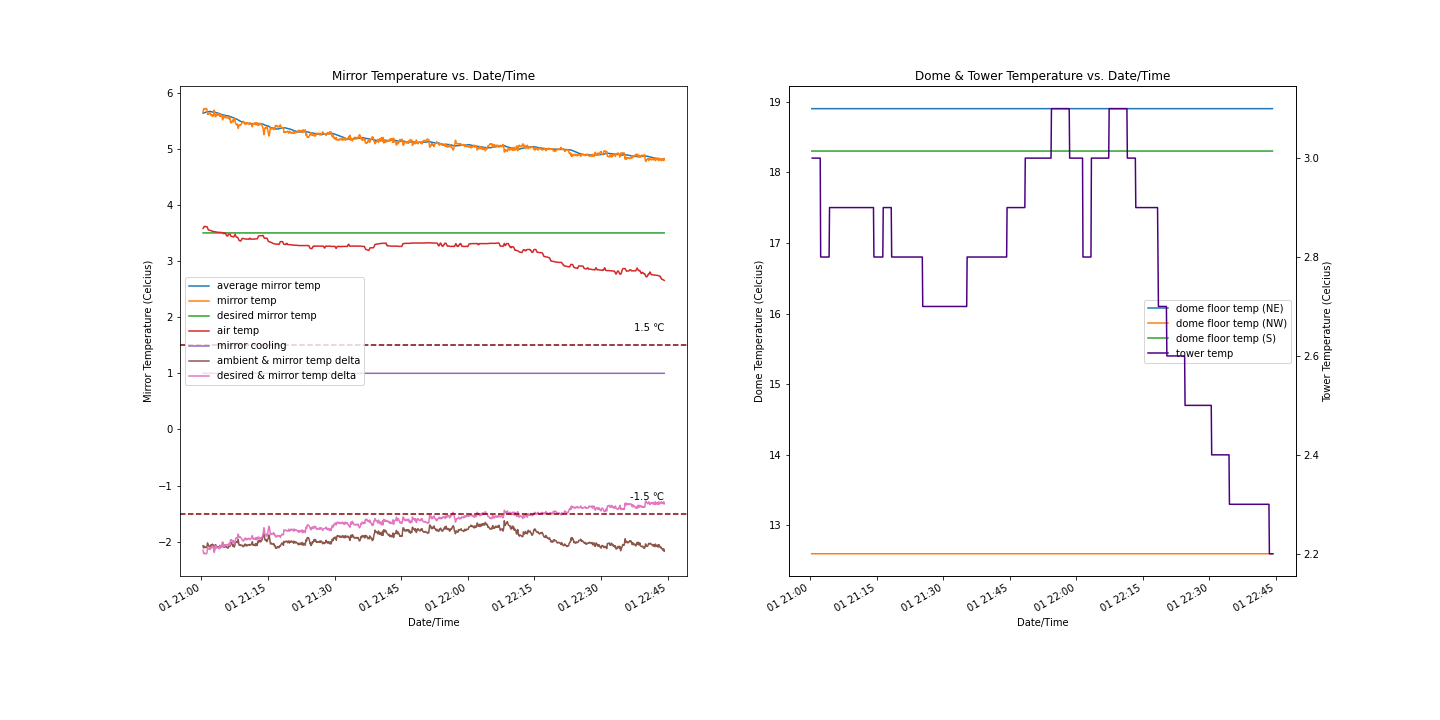 Mirror Temperature vs. Date/Time
6
5
4
3
2
1
0
−1
−2
Mirror Temperature (Celcius)
average mirror temp
mirror temp
desired mirror temp
air temp
mirror cooling
ambient & mirror temp delta
desired & mirror temp delta
1.5 ℃
-1.5 ℃
01 21:00
01 21:15
01 21:30
01 21:45
01 22:00
01 22:15
01 22:30
01 22:45
Date/Time
Dome & Tower Temperature vs. Date/Time
19
18
17
16
15
14
13
Dome Temperature (Celcius)
dome floor temp (NE)
dome floor temp (NW)
dome floor temp (S)
tower temp
3.0
2.8
2.6
2.4
2.2
Tower Temperature (Celcius)
01 21:00
01 21:15
01 21:30
01 21:45
01 22:00
01 22:15
01 22:30
01 22:45
Date/Time